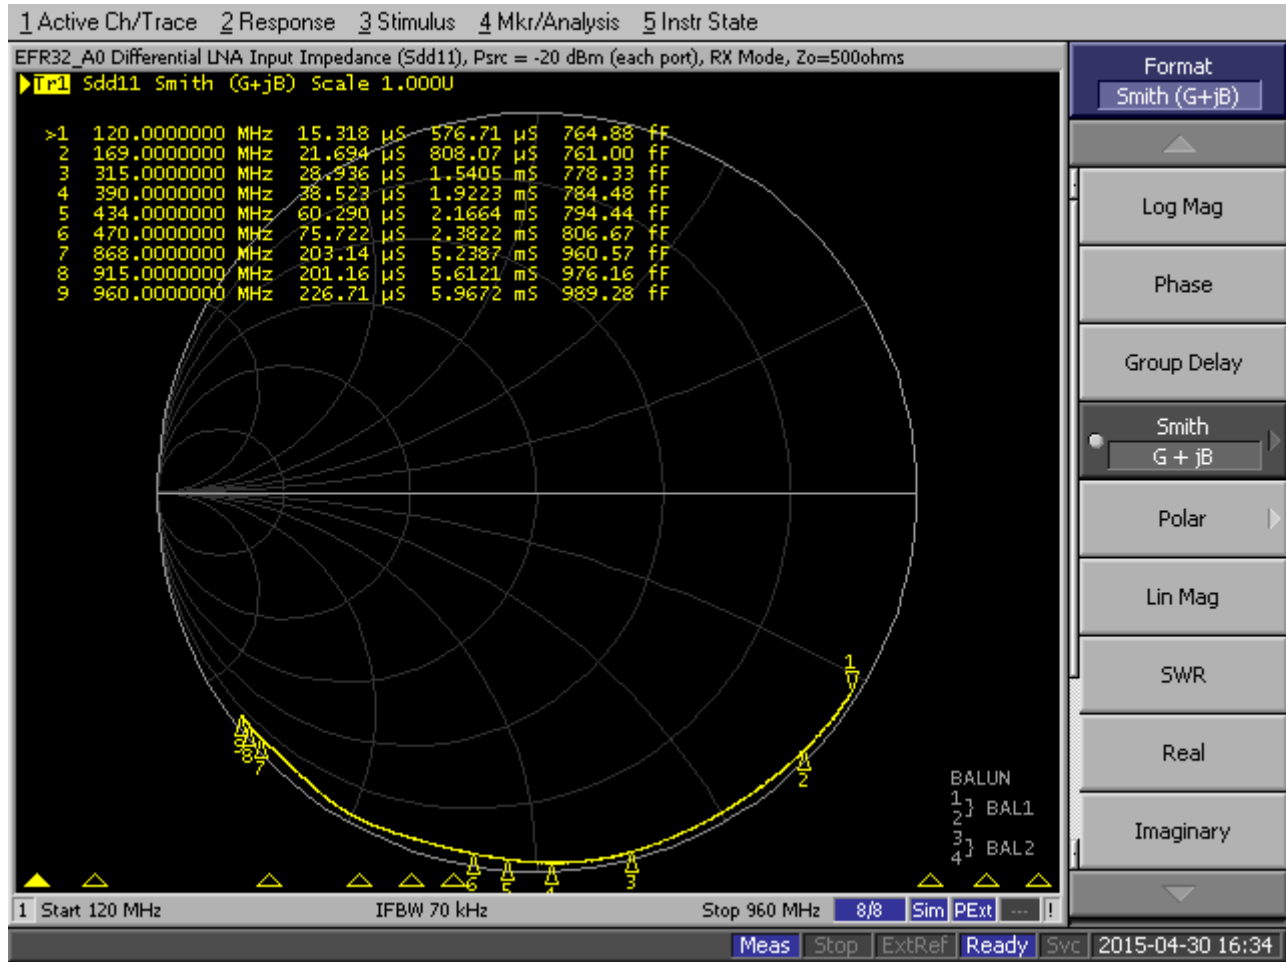 1 Active Ch/Trace 2 Response 3 Stimulus 4 Mkr/Analysis 5 Instr State
EFR32_A0 Differential LNA Input Impedance (Sdd11), Psrc = -20 dBm (each port), RX Mode, Zo=500ohms
Tr1 Sdd11 Smith (G+jB) Scale 1.000U
>1 120.0000000 MHz 15.318 µS 576.71 µS 764.88 fF
2 169.0000000 MHz 21.694 µS 808.07 µS 761.00 fF
3 315.0000000 MHz 28.936 µS 1.5405 mS 778.33 fF
4 390.0000000 MHz 38.523 µS 1.9223 mS 784.48 fF
5 434.0000000 MHz 60.290 µS 2.1664 mS 794.44 fF
6 470.0000000 MHz 75.722 µS 2.3822 mS 806.67 fF
7 868.0000000 MHz 203.14 µS 5.2387 mS 960.57 fF
8 915.0000000 MHz 201.16 µS 5.6121 mS 976.16 fF
9 960.0000000 MHz 226.71 µS 5.9672 mS 989.28 fF
1
2
3
4
5
6
7
8
9
BALUN
1
2} BAL1
3
4} BAL2
1 Start 120 MHz IFBW 70 kHz Stop 960 MHz 8/8 Sim PExt --- !
Meas Stop ExtRef Ready Svc 2015-04-30 16:34
Format
Smith (G+jB)
Log Mag
Phase
Group Delay
Smith
G + jB
Polar
Lin Mag
SWR
Real
Imaginary